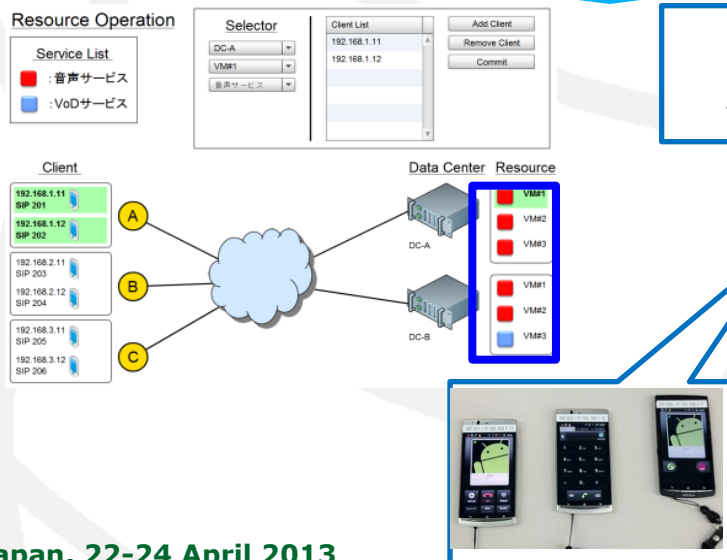 Resource Operation
Service List
:音声サービス
:VoDサービス
Selector
DC-A
VM#1
音声サービス
Client List
192.168.1.11
192.168.1.12
Add Client
Remove Client
Commit
Client
192.168.1.11
SIP 201
192.168.1.12
SIP 202
192.168.2.11
SIP 203
192.168.2.12
SIP 204
192.168.3.11
SIP 205
192.168.3.12
SIP 206
A
B
C
Data Center
DC-A
DC-B
Resource
VM#1
VM#2
VM#3
VM#1
VM#2
VM#3
apan, 22-24 April 2013